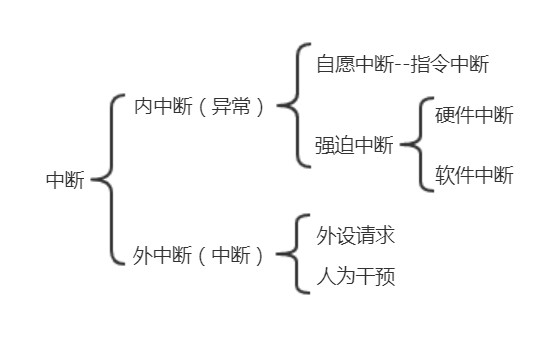 自愿中断--指令中断
内中断（异常）
硬件中断
强迫中断
软件中断
中断
外设请求
外中断（中断）
人为干预